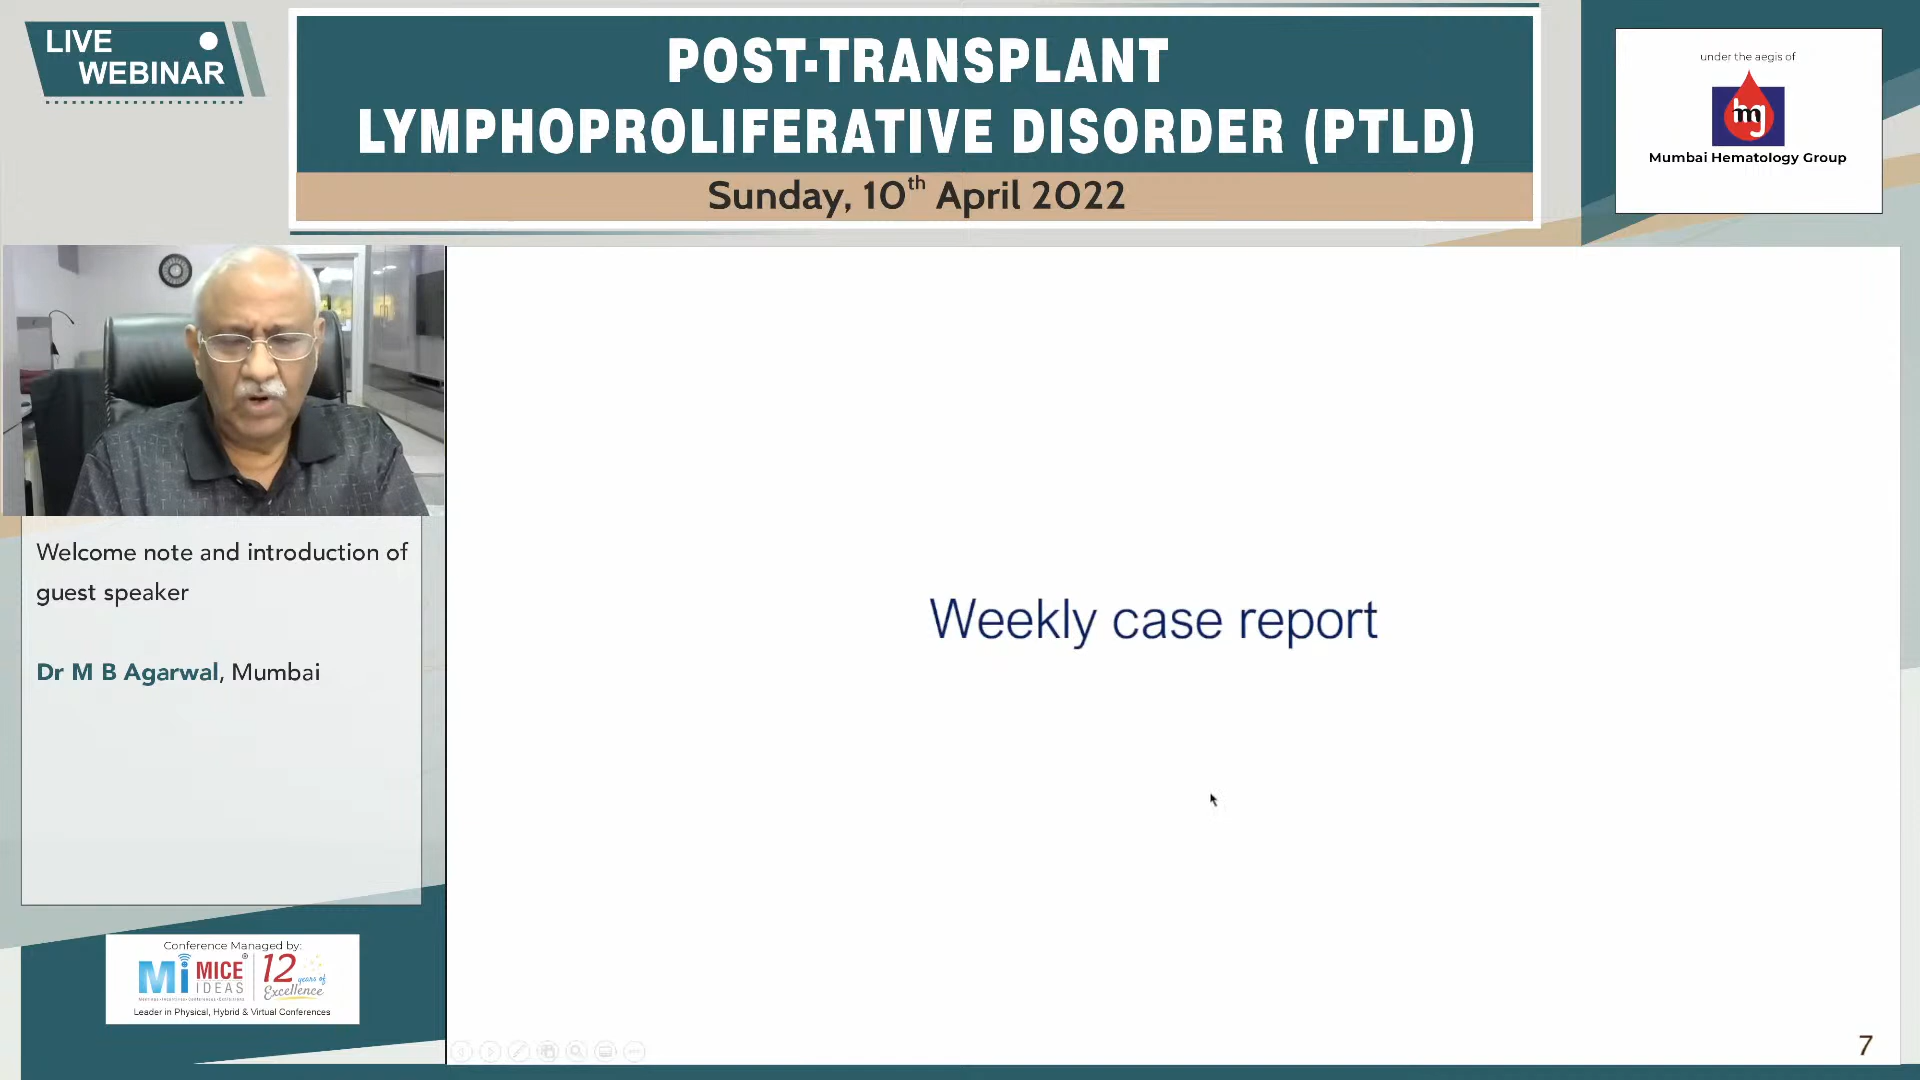 LIVE
WEBINAR
POST-TRANSPLANT
LYMPHOPROLIFERATIVE DISORDER (PTLD)
Sunday, 10th April 2022
under the aegis of
mg
Mumbai Hematology Group
Welcome note and introduction of
guest speaker
Dr M B Agarwal, Mumbai
Weekly case report
Conference Managed by:
Mi MICE IDEAS 12 years of Excellence
Leader in Physical, Hybrid & Virtual Conferences
7